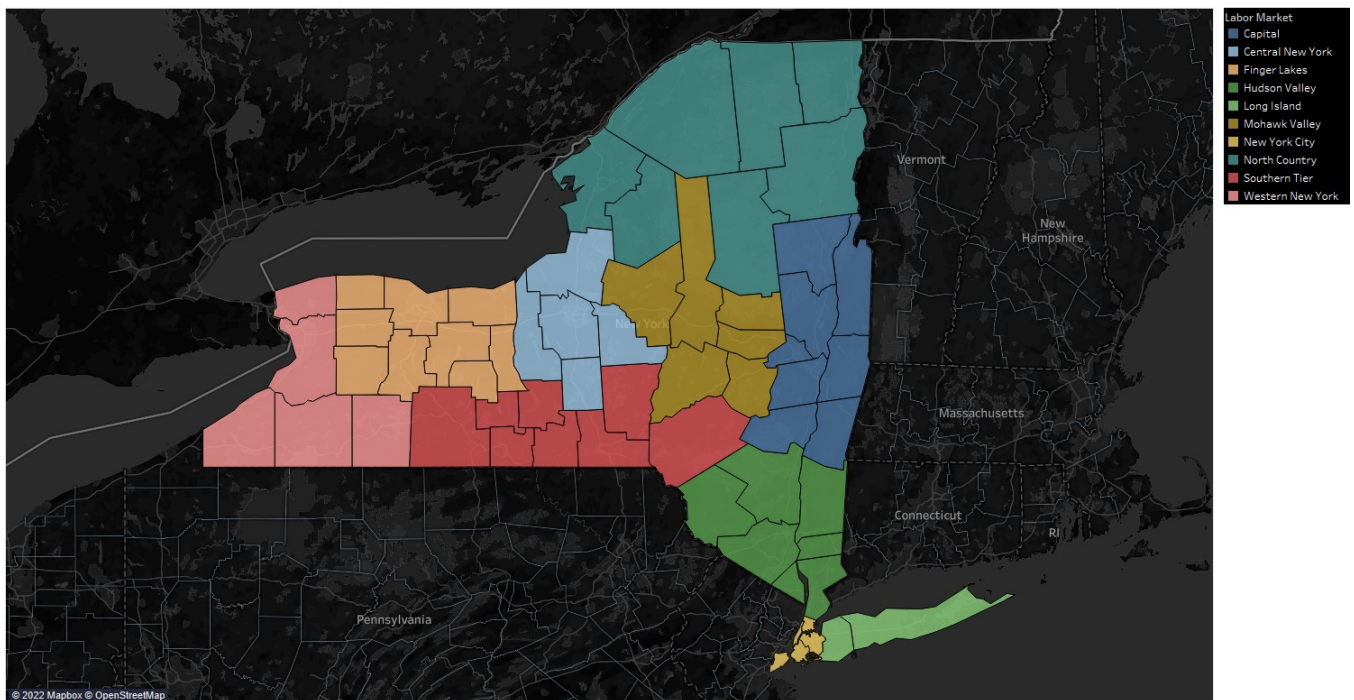 Labor Market
Capital
Central New York
Finger Lakes
Hudson Valley
Long Island
Mohawk Valley
New York City
North Country
Southern Tier
Western New York
Vermont
New
Hampshire
New York
Massachusetts
Connecticut
RI
Pennsylvania
© 2022 Mapbox © OpenStreetMap